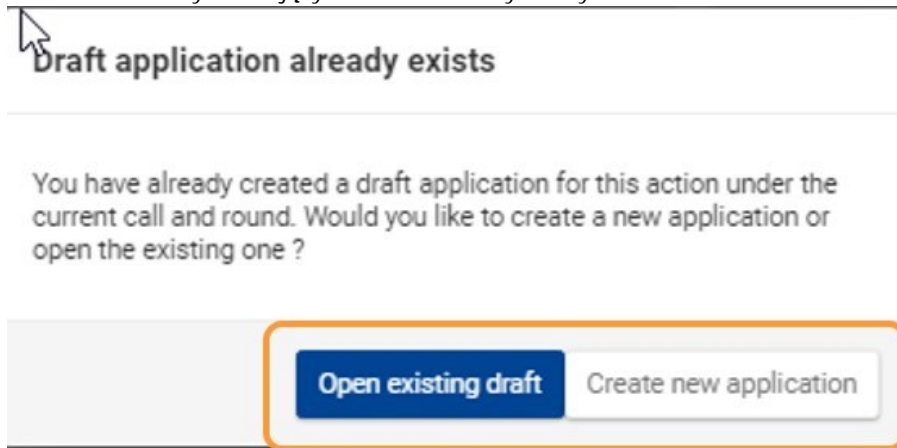 Draft application already exists
You have already created a draft application for this action under the
current call and round. Would you like to create a new application or
open the existing one ?
Open existing draft Create new application